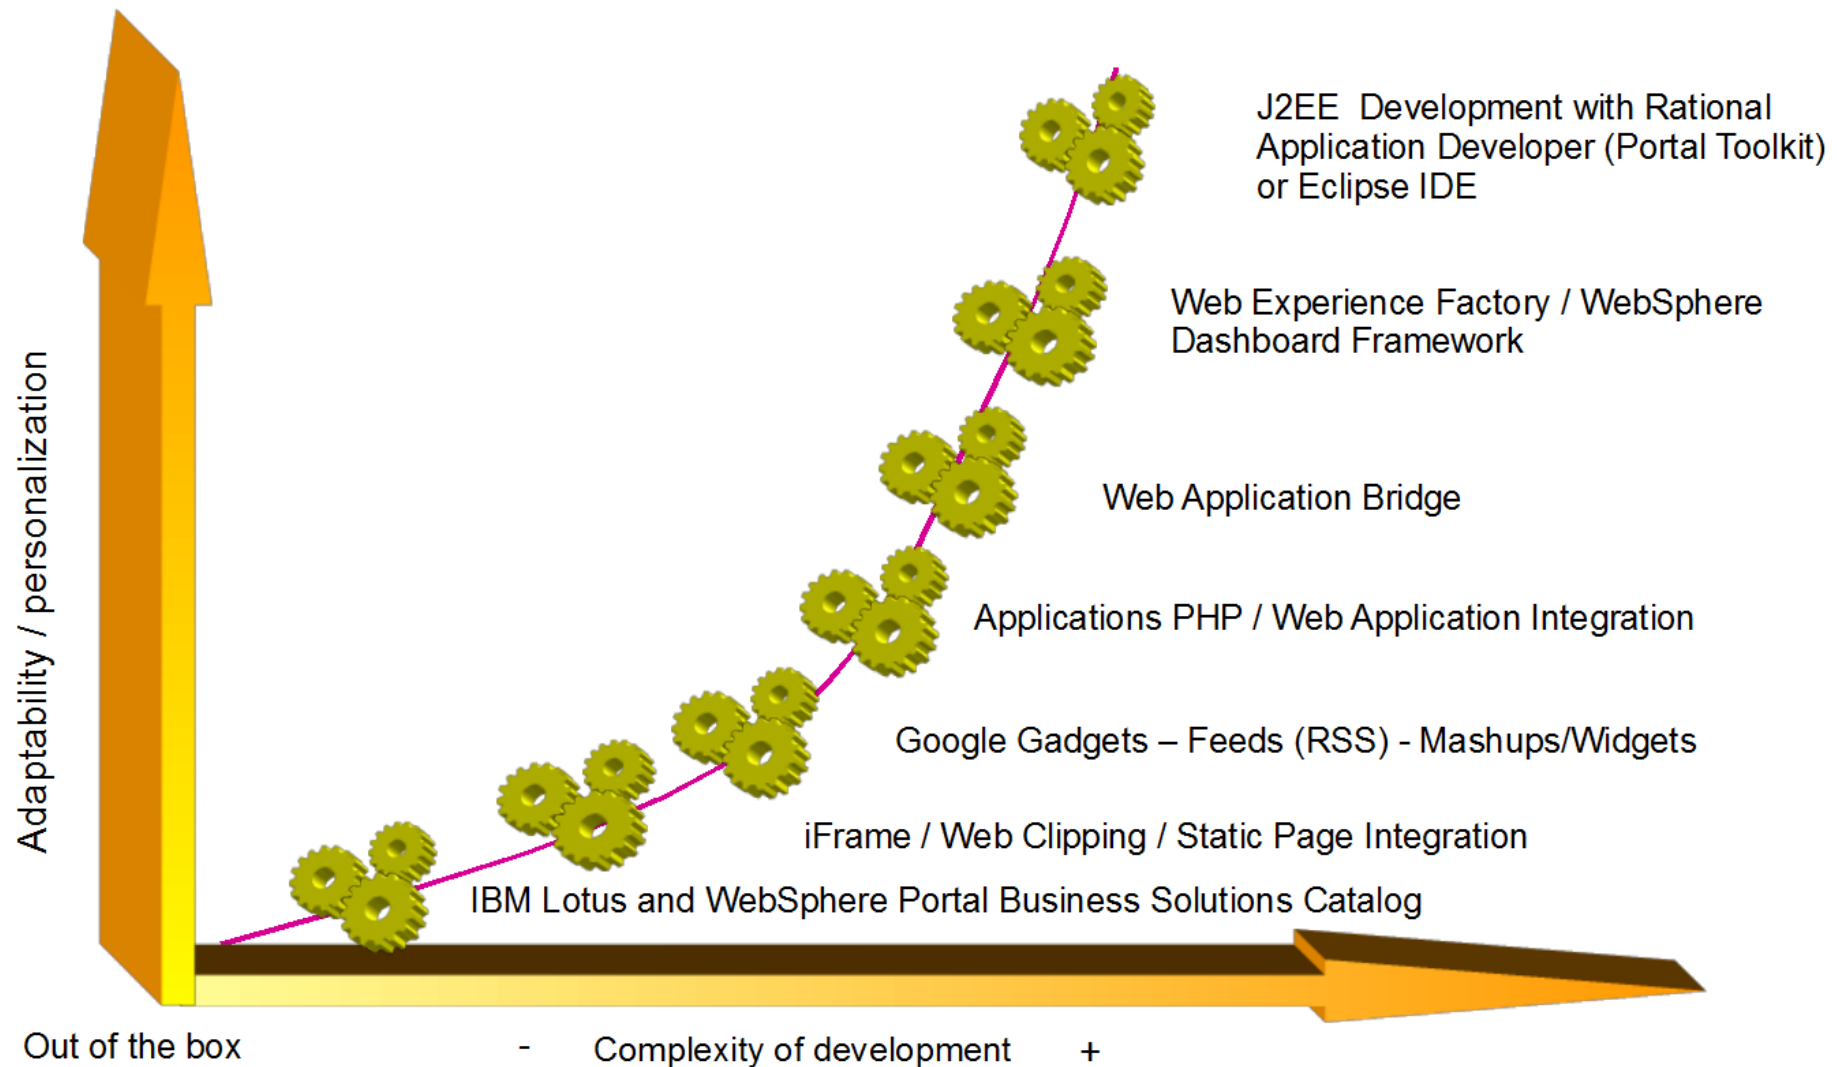 J2EE  Development with Rational
Application Developer (Portal Toolkit)
or Eclipse IDE
Web Experience Factory / WebSphere
Dashboard Framework
Web Application Bridge
Applications PHP / Web Application Integration
Google Gadgets – Feeds (RSS) - Mashups/Widgets
iFrame / Web Clipping / Static Page Integration
IBM Lotus and WebSphere Portal Business Solutions Catalog
Adaptability / personalization
Out of the box
- Complexity of development +